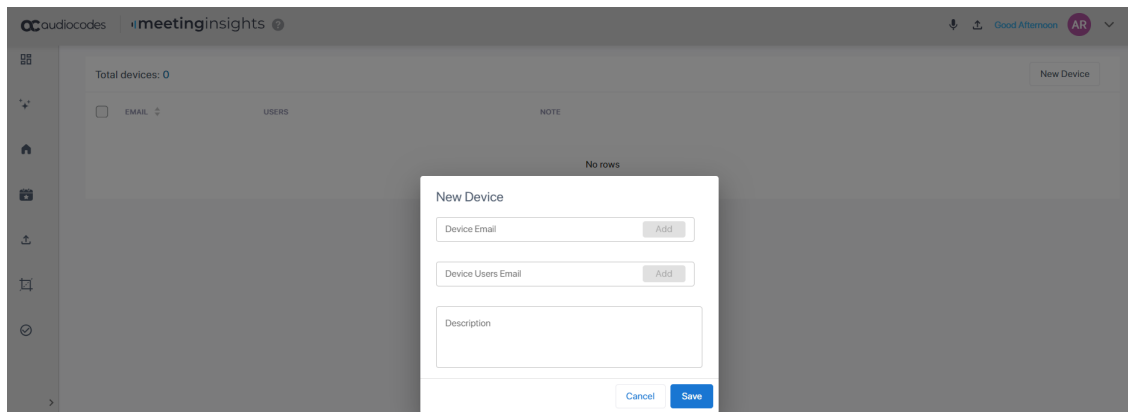 audiocodes meetinginsights ? Good Afternoon AR
Total devices: 0 New Device
EMAIL USERS NOTE
No rows
New Device
Device Email Add
Device Users Email Add
Description
Cancel Save